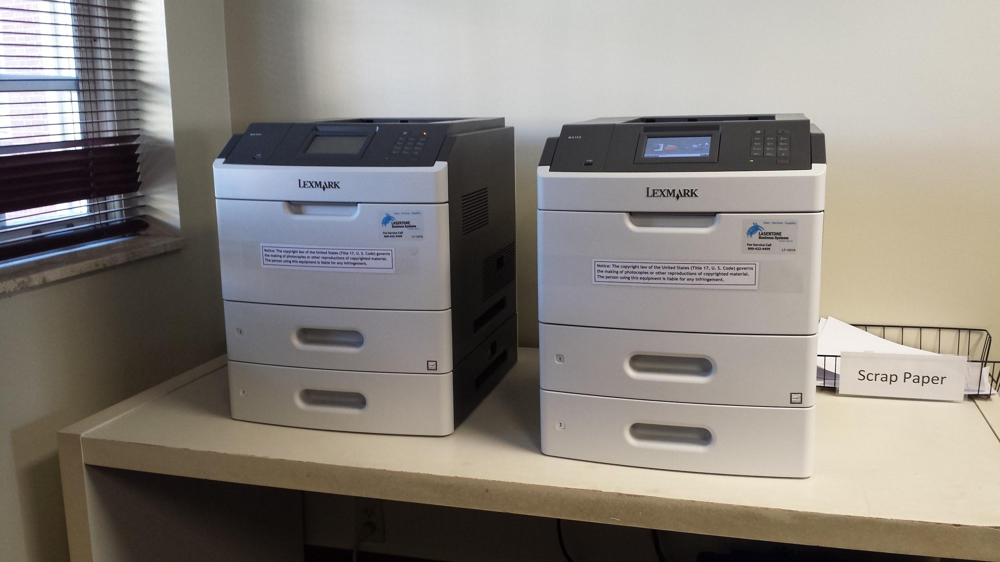 MS155
LEXMARK
Sales · Services · Supplies
LASERTONE
Business Systems
For Service Call
800-422-4409
LT-12218
Notice: The copyright law of the United States (Title 17, U. S. Code) governs
the making of photocopies or other reproductions of copyrighted material.
The person using this equipment is liable for any infringement.
1
2
LEXMARK
Sales · Services · Supplies
LASERTONE
Business Systems
For Service Call
800-422-4409
LT-12219
Notice: The copyright law of the United States (Title 17, U. S. Code) governs
the making of photocopies or other reproductions of copyrighted material.
The person using this equipment is liable for any infringement.
1
2
Scrap Paper